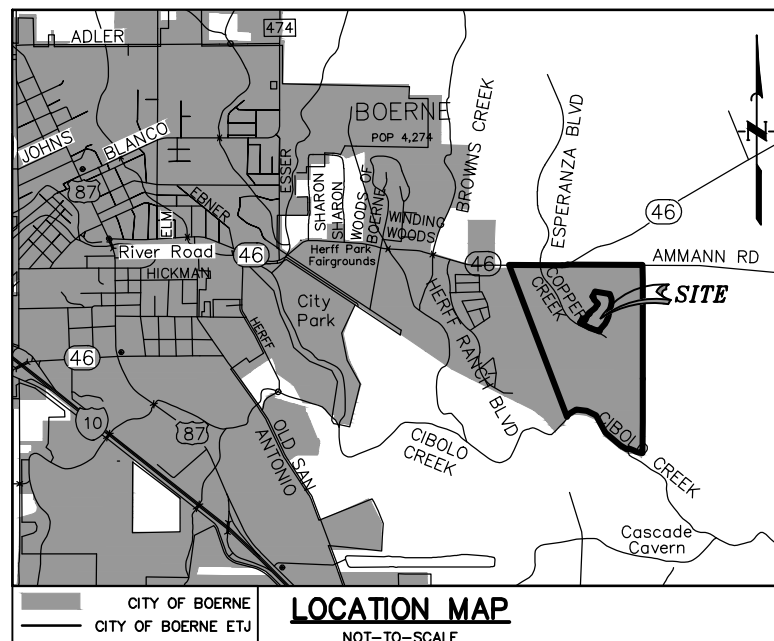 474
ADLER
BOERNE
POP 4,274
BROWNS CREEK
ESPERANZA BLVD
N
JOHNS
BLANCO
87
EBNER
ELM
ESSER
SHARON
SHARON
WOODS OF
BOERNE
WINDING
WOODS
46
River Road
46
Herff Park
Fairgrounds
46
AMMANN RD
HICKMAN
City
Park
COPPER
CREEK
SITE
HERFF
HERFF RANCH BLVD
46
10
87
OLD SAN
ANTONIO
CIBOLO
CREEK
CIBOLO CREEK
Cascade
Cavern
CITY OF BOERNE
CITY OF BOERNE ETJ
LOCATION MAP
NOT-TO-SCALE